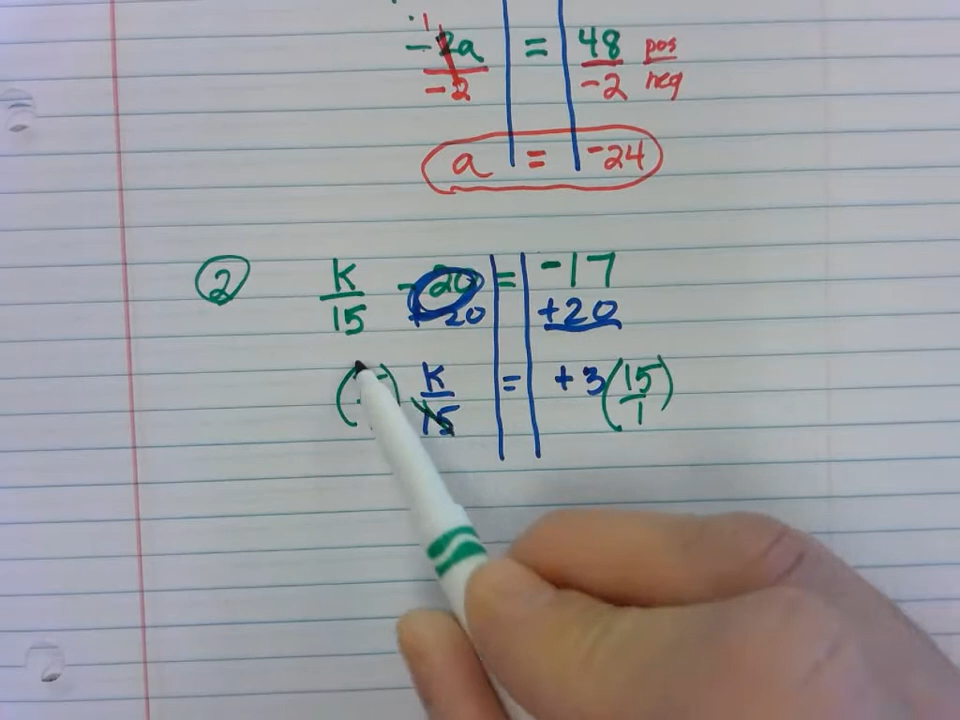 -2a = 48 pos
-2 -2 neg
a = -24
2 K - 20 = -17
15 + 20 +20
K = +3 (15)
15 1